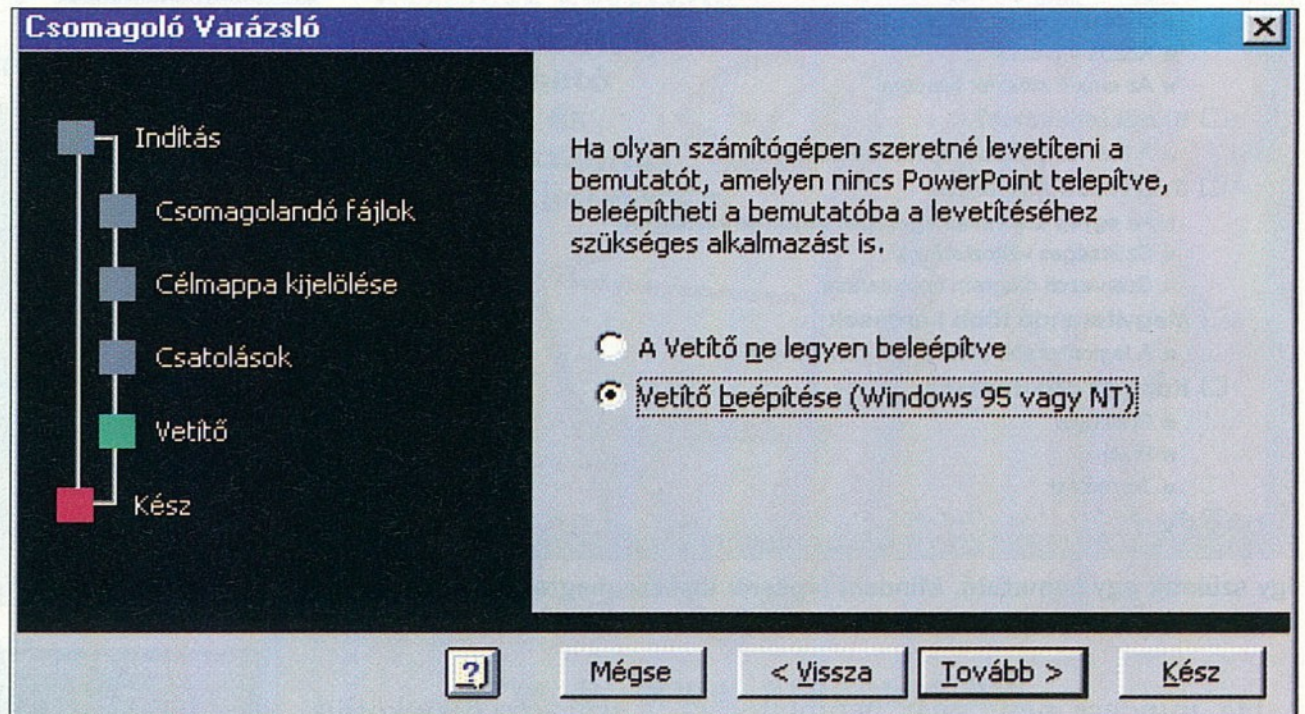 Csomagoló Varázsló
Indítás
Csomagolandó fájlok
Célmappa kijelölése
Csatolások
Vetítő
Kész
Ha olyan számítógépen szeretné levetíteni a
bemutatót, amelyen nincs PowerPoint telepítve,
beleépítheti a bemutatóba a levetítéséhez
szükséges alkalmazást is.
A Vetítő ne legyen beleépítve
Vetítő beépítése (Windows 95 vagy NT)
?
Mégse
< Vissza
Tovább >
Kész